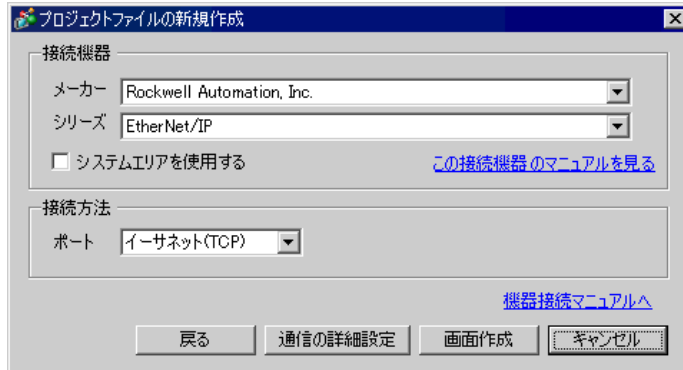 プロジェクトファイルの新規作成
接続機器
メーカー Rockwell Automation, Inc.
シリーズ EtherNet/IP
システムエリアを使用する この接続機器のマニュアルを見る
接続方法
ポート イーサネット(TCP)
機器接続マニュアルへ
戻る 通信の詳細設定 画面作成 キャンセル